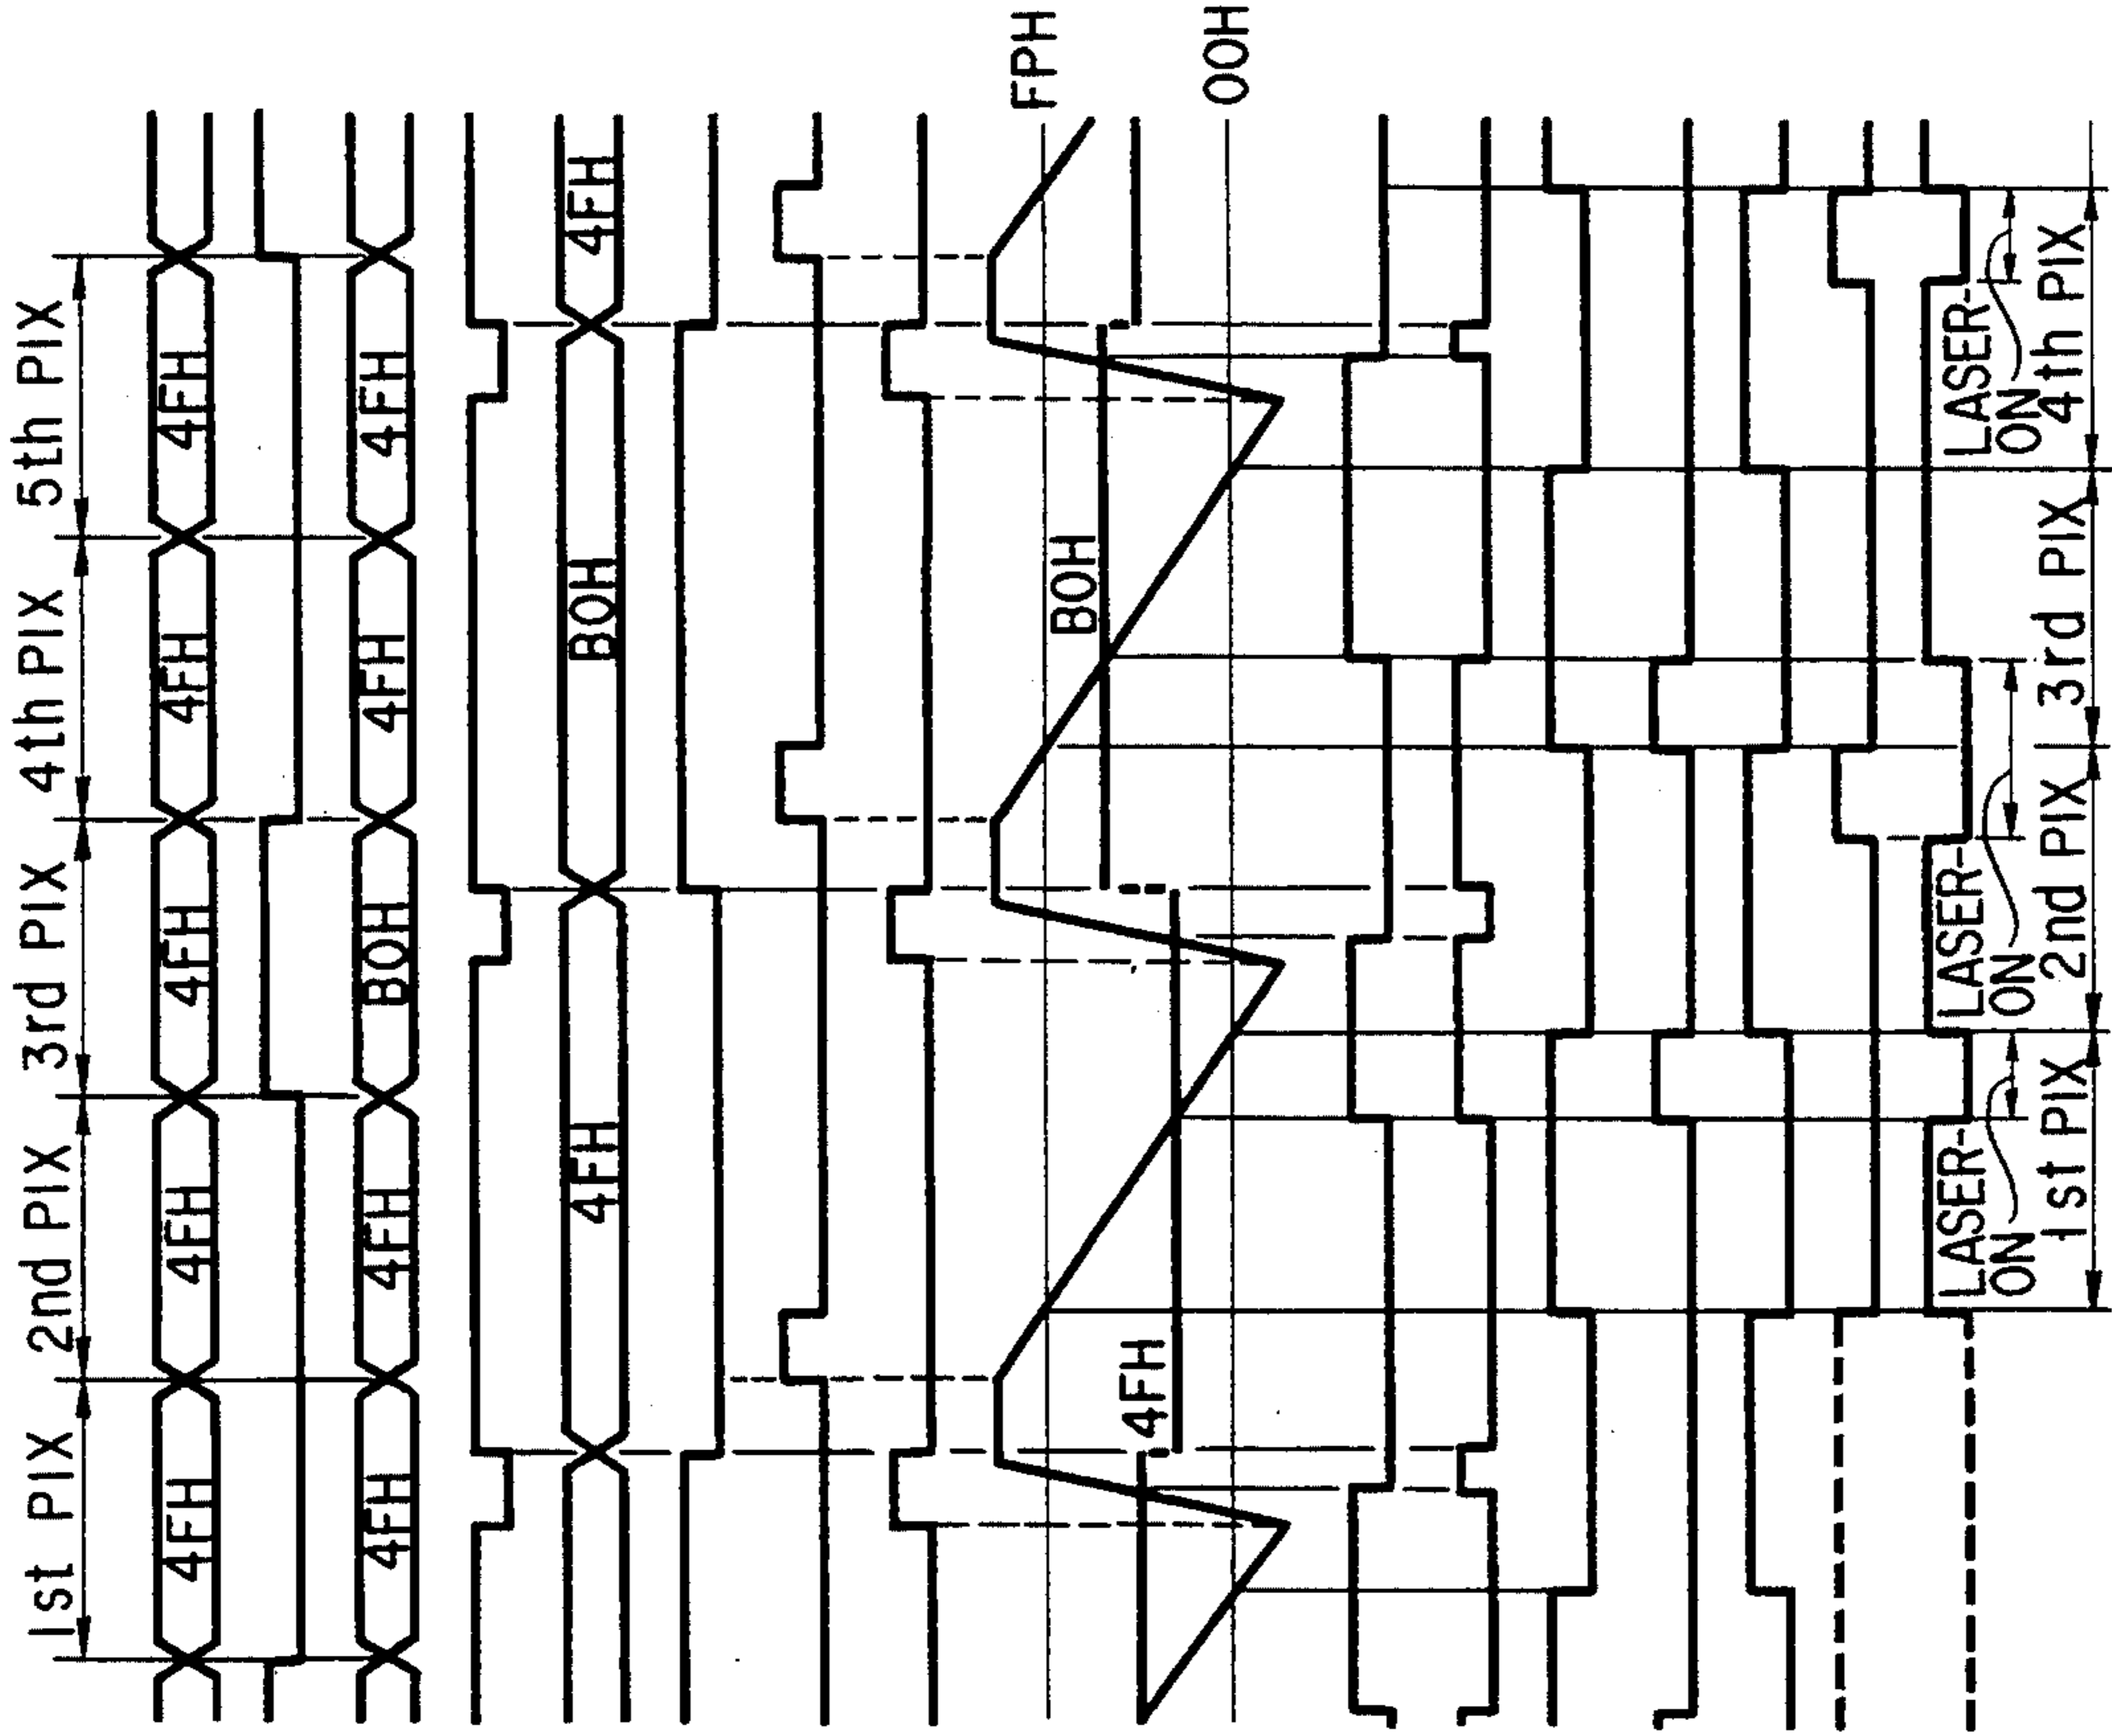 1st PIX 2nd PIX 3rd PIX 4th PIX 5th PIX
4FH 4FH 4FH 4FH 4FH
4FH 4FH BOH 4FH 4FH
4FH BOH 4FH
FPH
BOH
4FH
OOH
LASER-ON LASER-ON LASER-ON
1st PIX 2nd PIX 3rd PIX 4th PIX